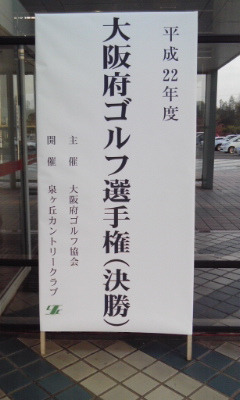 平成22年度
大阪府ゴルフ選手権(決勝)
主催 大阪府ゴルフ協会
開催 泉ヶ丘カントリークラブ